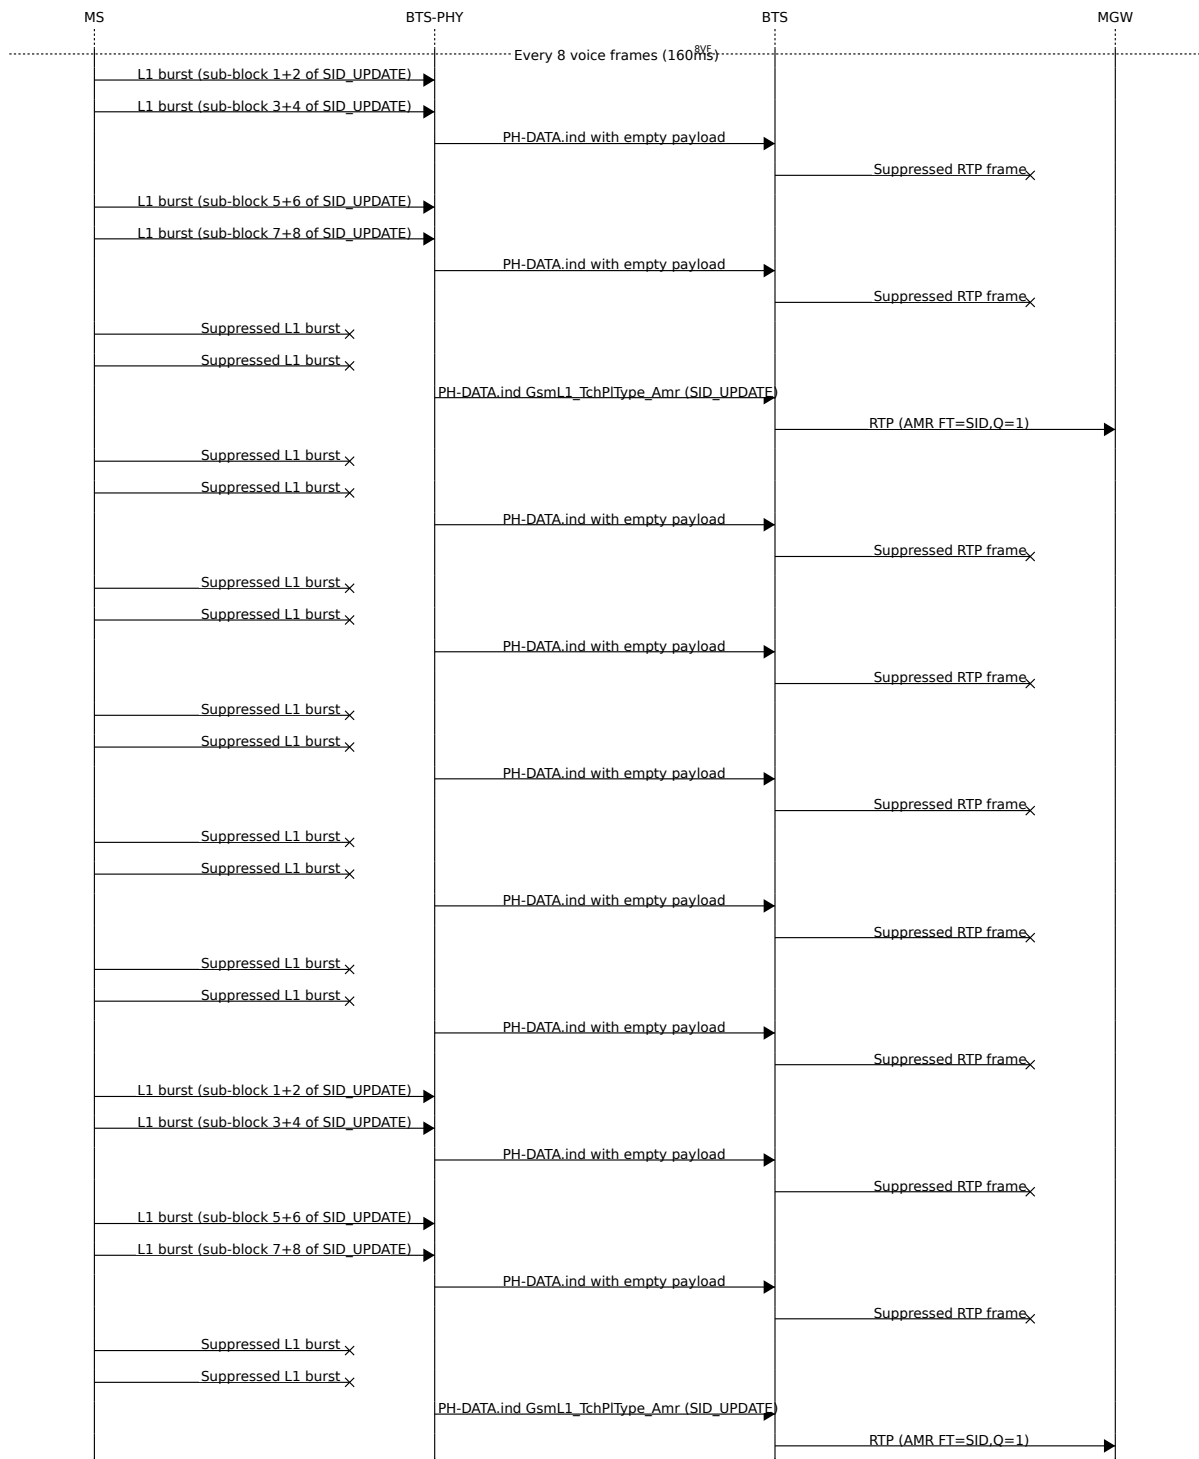 MS BTS-PHY BTS MGW
Every 8 voice frames (160ms) 8VF
L1 burst (sub-block 1+2 of SID_UPDATE)
L1 burst (sub-block 3+4 of SID_UPDATE)
PH-DATA.ind with empty payload
Suppressed RTP frame
L1 burst (sub-block 5+6 of SID_UPDATE)
L1 burst (sub-block 7+8 of SID_UPDATE)
PH-DATA.ind with empty payload
Suppressed RTP frame
Suppressed L1 burst
Suppressed L1 burst
PH-DATA.ind GsmL1_TchPlType_Amr (SID_UPDATE)
RTP (AMR FT=SID,Q=1)
Suppressed L1 burst
Suppressed L1 burst
PH-DATA.ind with empty payload
Suppressed RTP frame
Suppressed L1 burst
Suppressed L1 burst
PH-DATA.ind with empty payload
Suppressed RTP frame
Suppressed L1 burst
Suppressed L1 burst
PH-DATA.ind with empty payload
Suppressed RTP frame
Suppressed L1 burst
Suppressed L1 burst
PH-DATA.ind with empty payload
Suppressed RTP frame
Suppressed L1 burst
Suppressed L1 burst
PH-DATA.ind with empty payload
Suppressed RTP frame
L1 burst (sub-block 1+2 of SID_UPDATE)
L1 burst (sub-block 3+4 of SID_UPDATE)
PH-DATA.ind with empty payload
Suppressed RTP frame
L1 burst (sub-block 5+6 of SID_UPDATE)
L1 burst (sub-block 7+8 of SID_UPDATE)
PH-DATA.ind with empty payload
Suppressed RTP frame
Suppressed L1 burst
Suppressed L1 burst
PH-DATA.ind GsmL1_TchPlType_Amr (SID_UPDATE)
RTP (AMR FT=SID,Q=1)